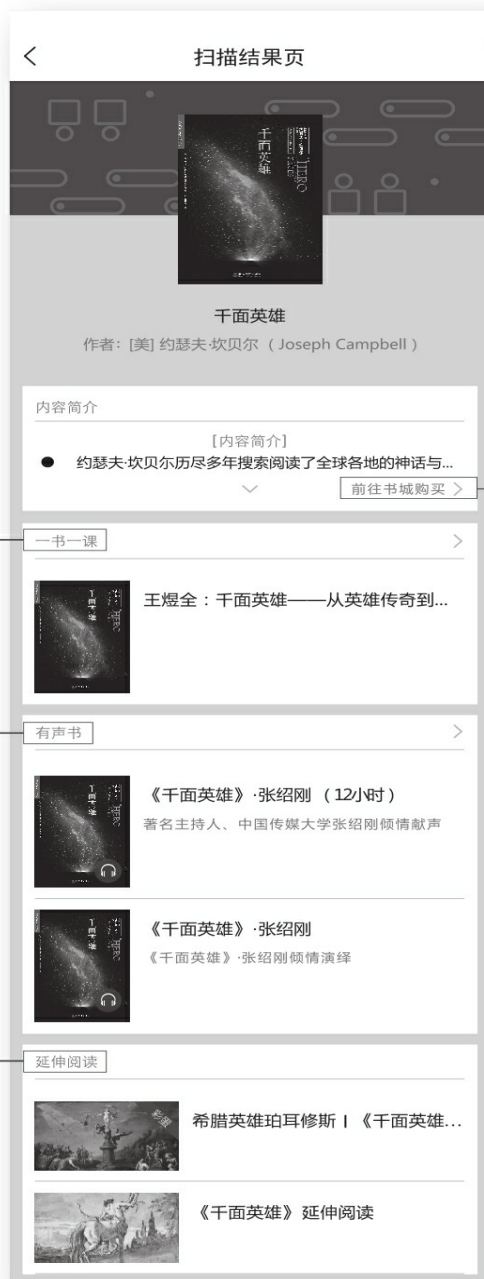 扫描结果页
千面英雄
HERO
千面英雄
作者：[美] 约瑟夫·坎贝尔 （ Joseph Campbell ）
内容简介
[内容简介]
约瑟夫·坎贝尔历尽多年搜索阅读了全球各地的神话与...
前往书城购买
一书一课
王煜全：千面英雄——从英雄传奇到...
有声书
《千面英雄》·张绍刚 （ 12小时 ）
著名主持人、中国传媒大学张绍刚倾情献声
《千面英雄》·张绍刚
《千面英雄》·张绍刚倾情演绎
延伸阅读
希腊英雄珀耳修斯 | 《千面英雄...
《千面英雄》延伸阅读